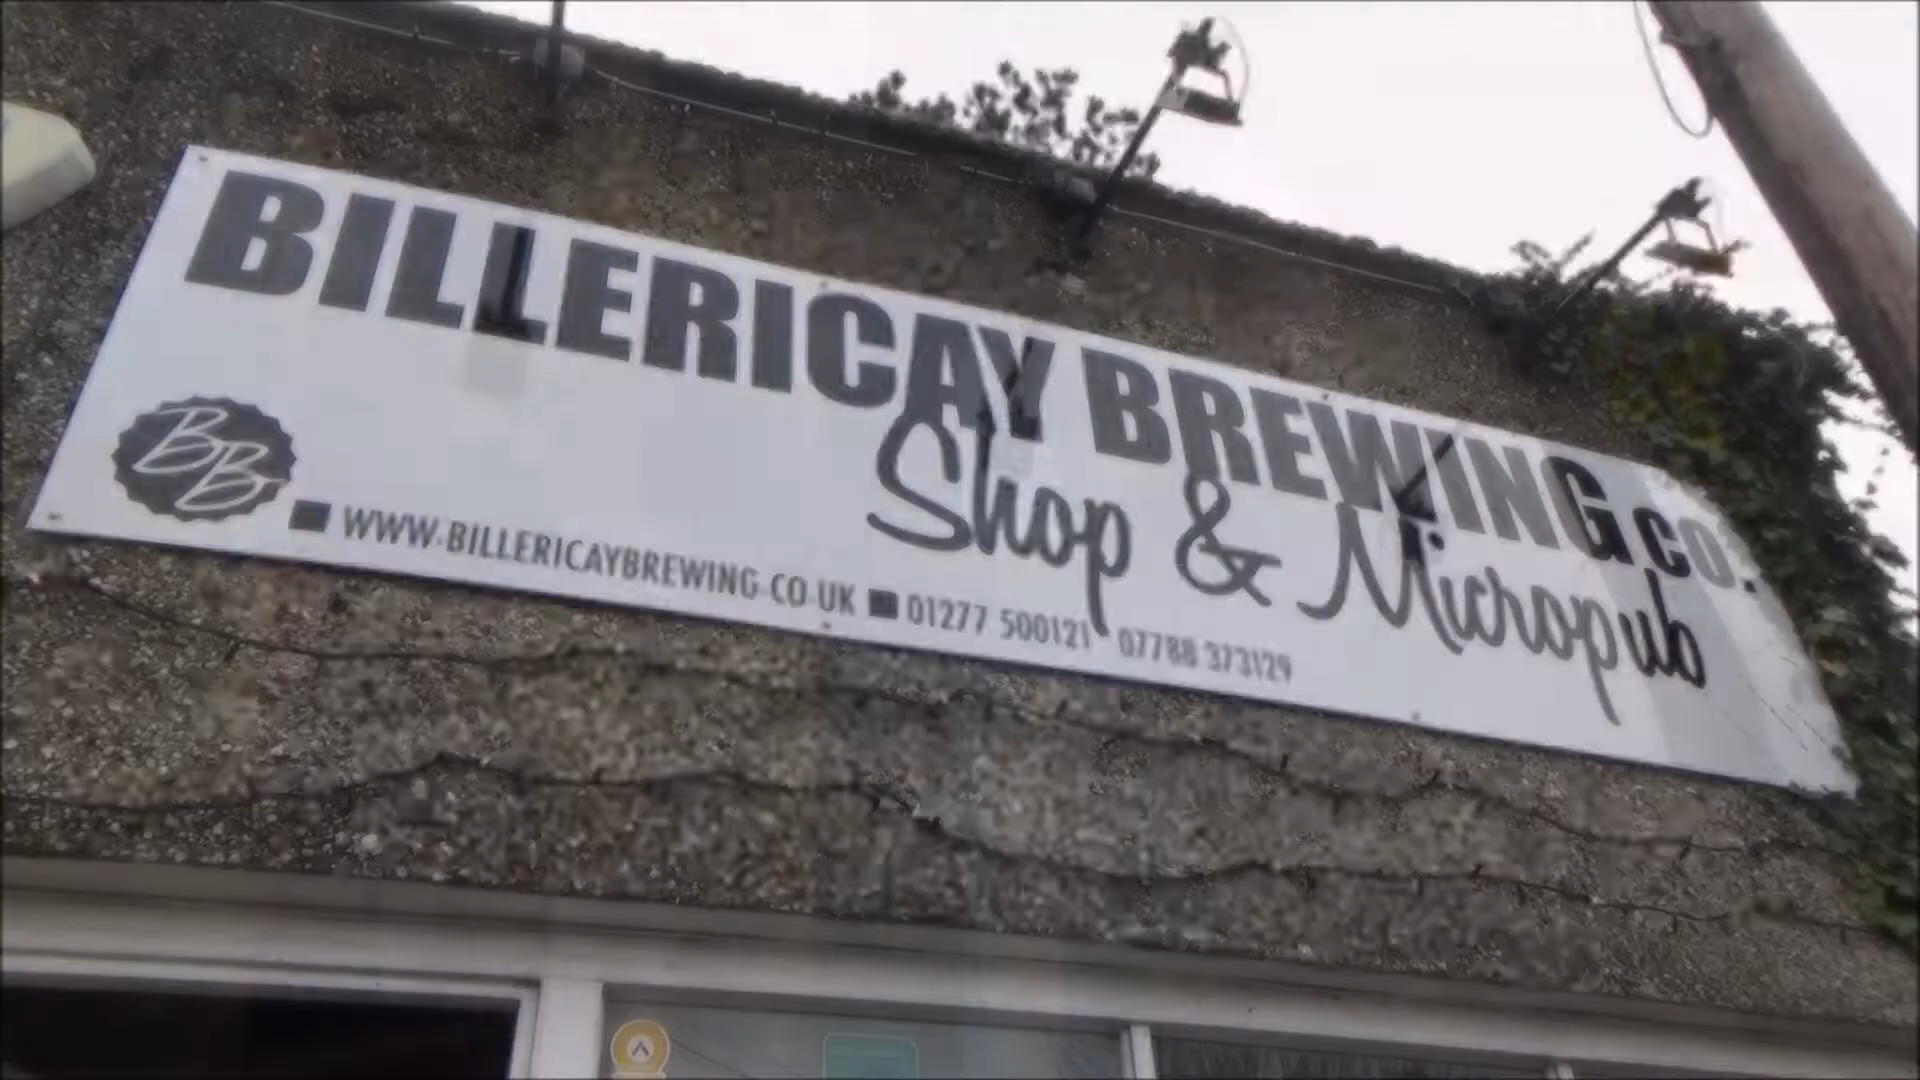 BILLERICAY BREWING CO.
Shop & Micropub
BB
WWW.BILLERICAYBREWING.CO.UK 01277 500121 07788 373129